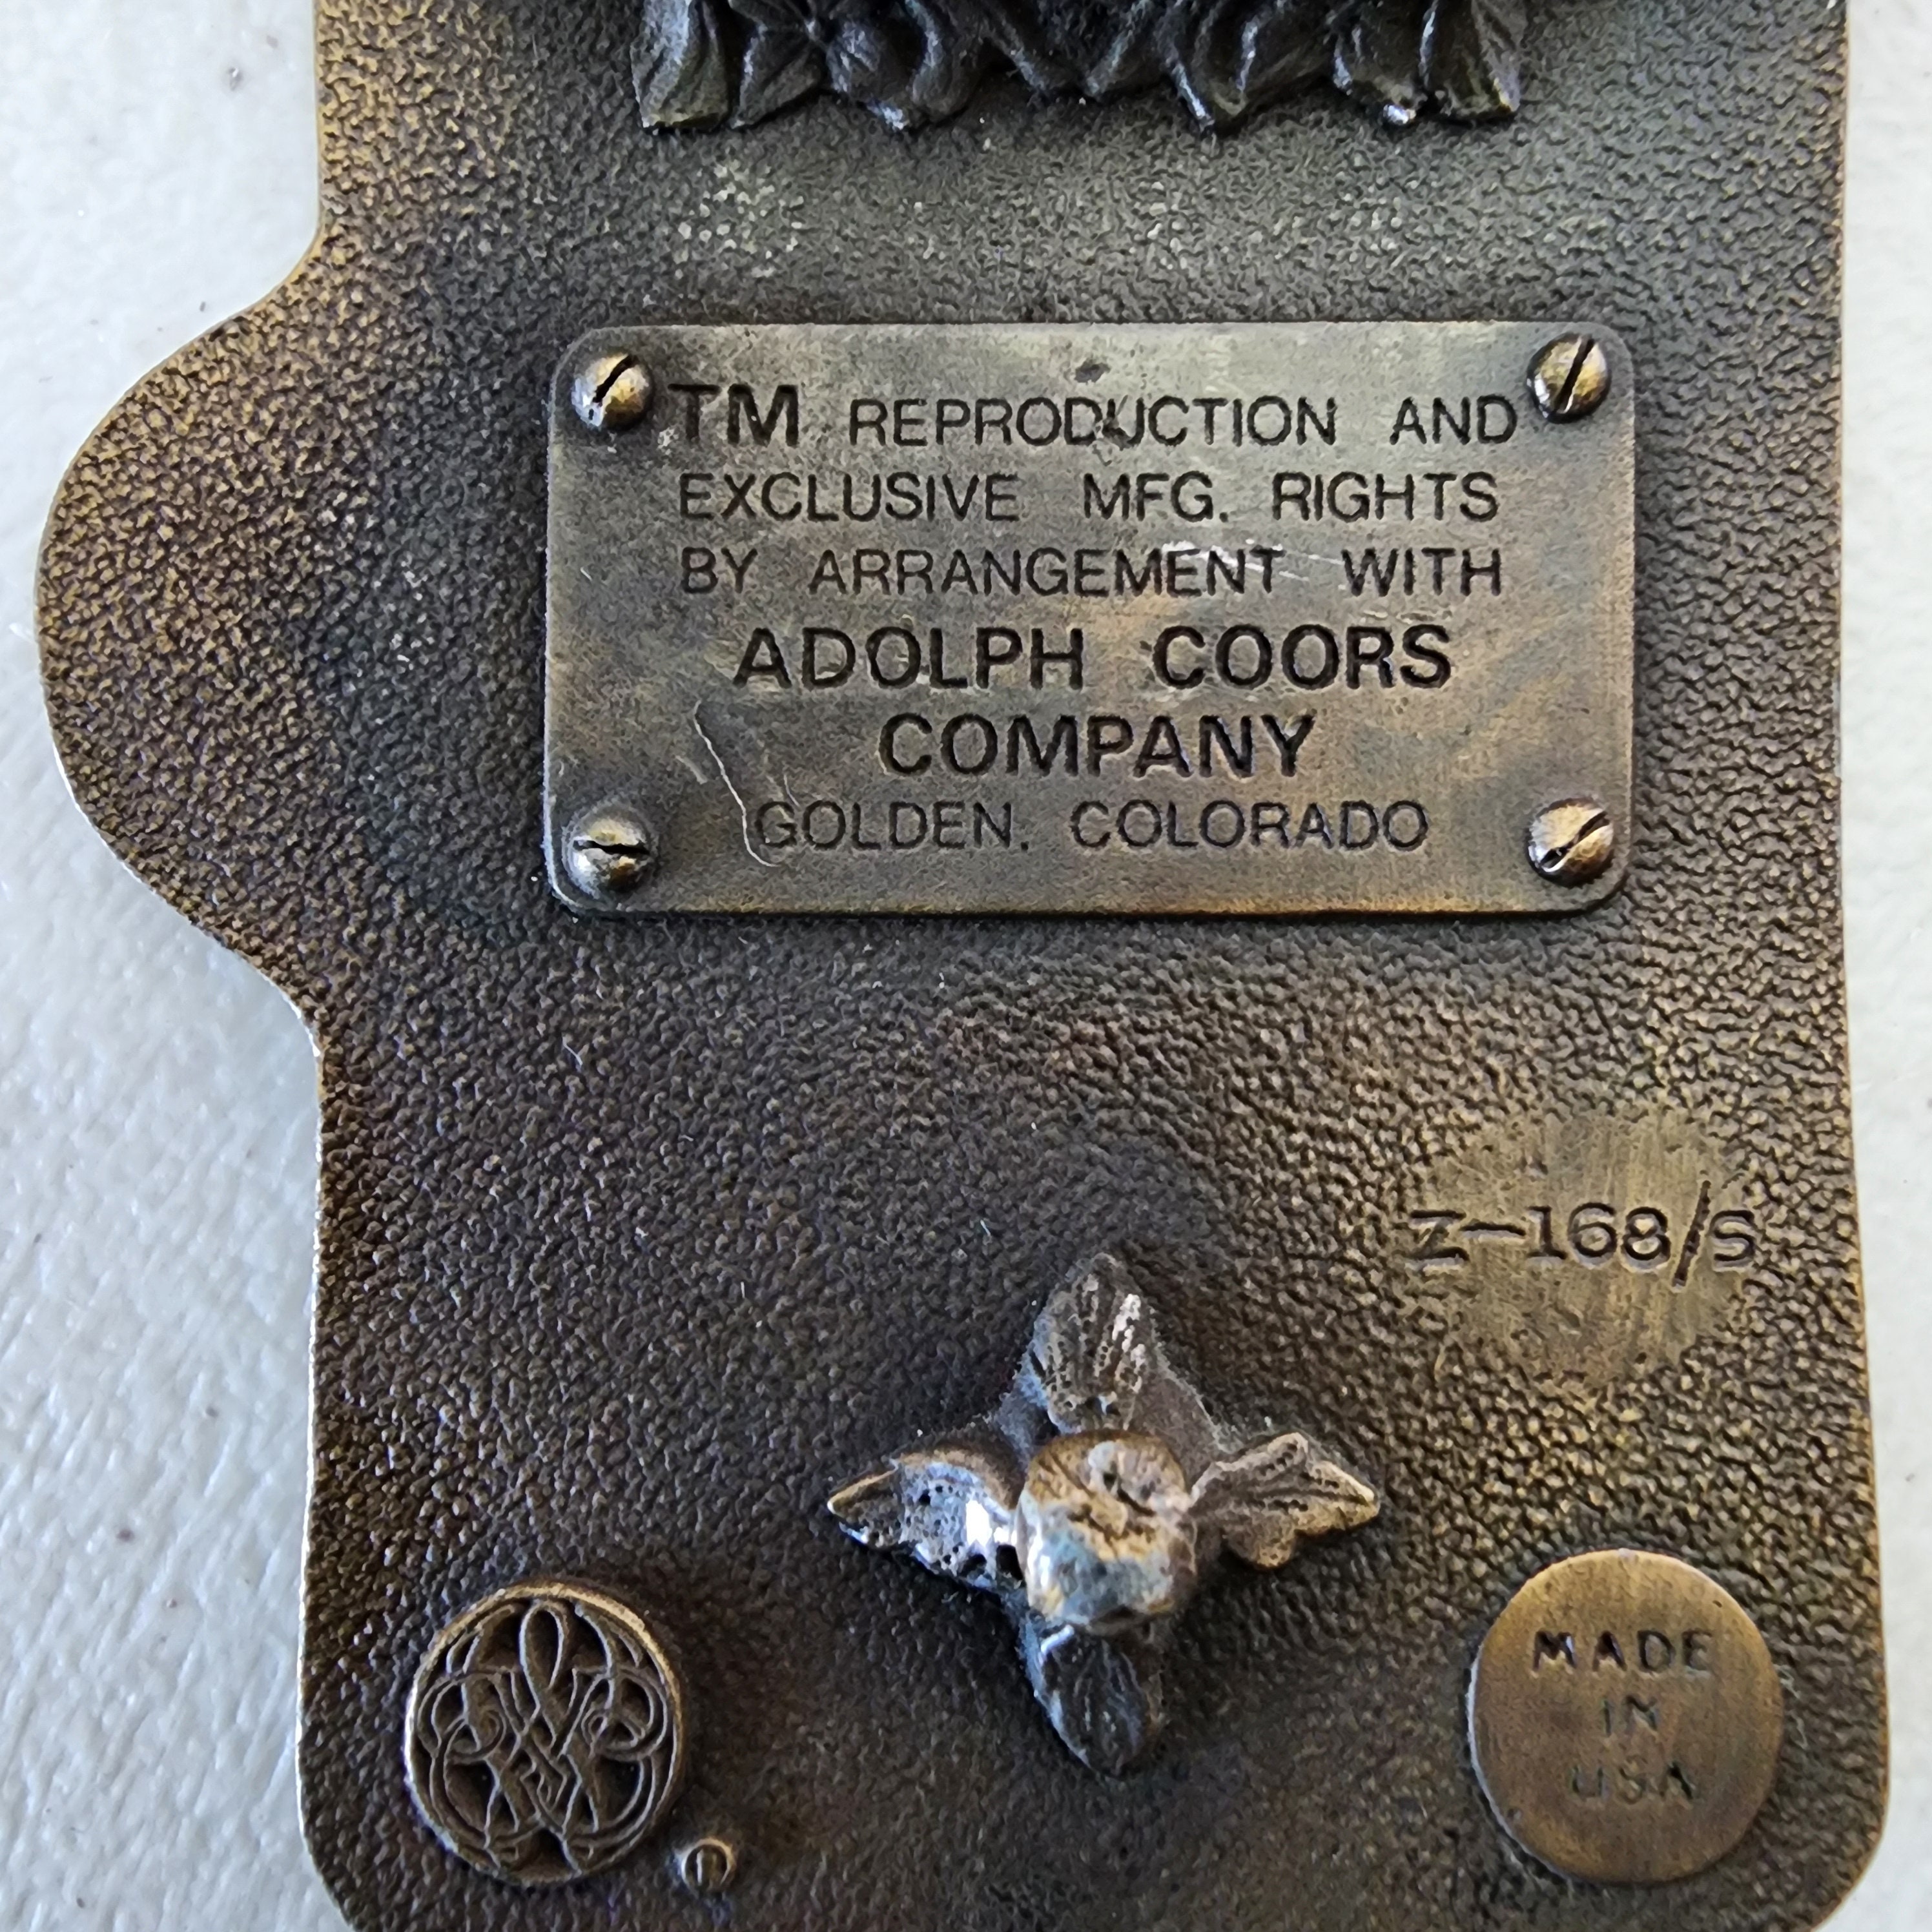 TM REPRODUCTION AND
EXCLUSIVE MFG. RIGHTS
BY ARRANGEMENT WITH
ADOLPH COORS
COMPANY
GOLDEN, COLORADO
Z-168/S
MADE
IN
USA